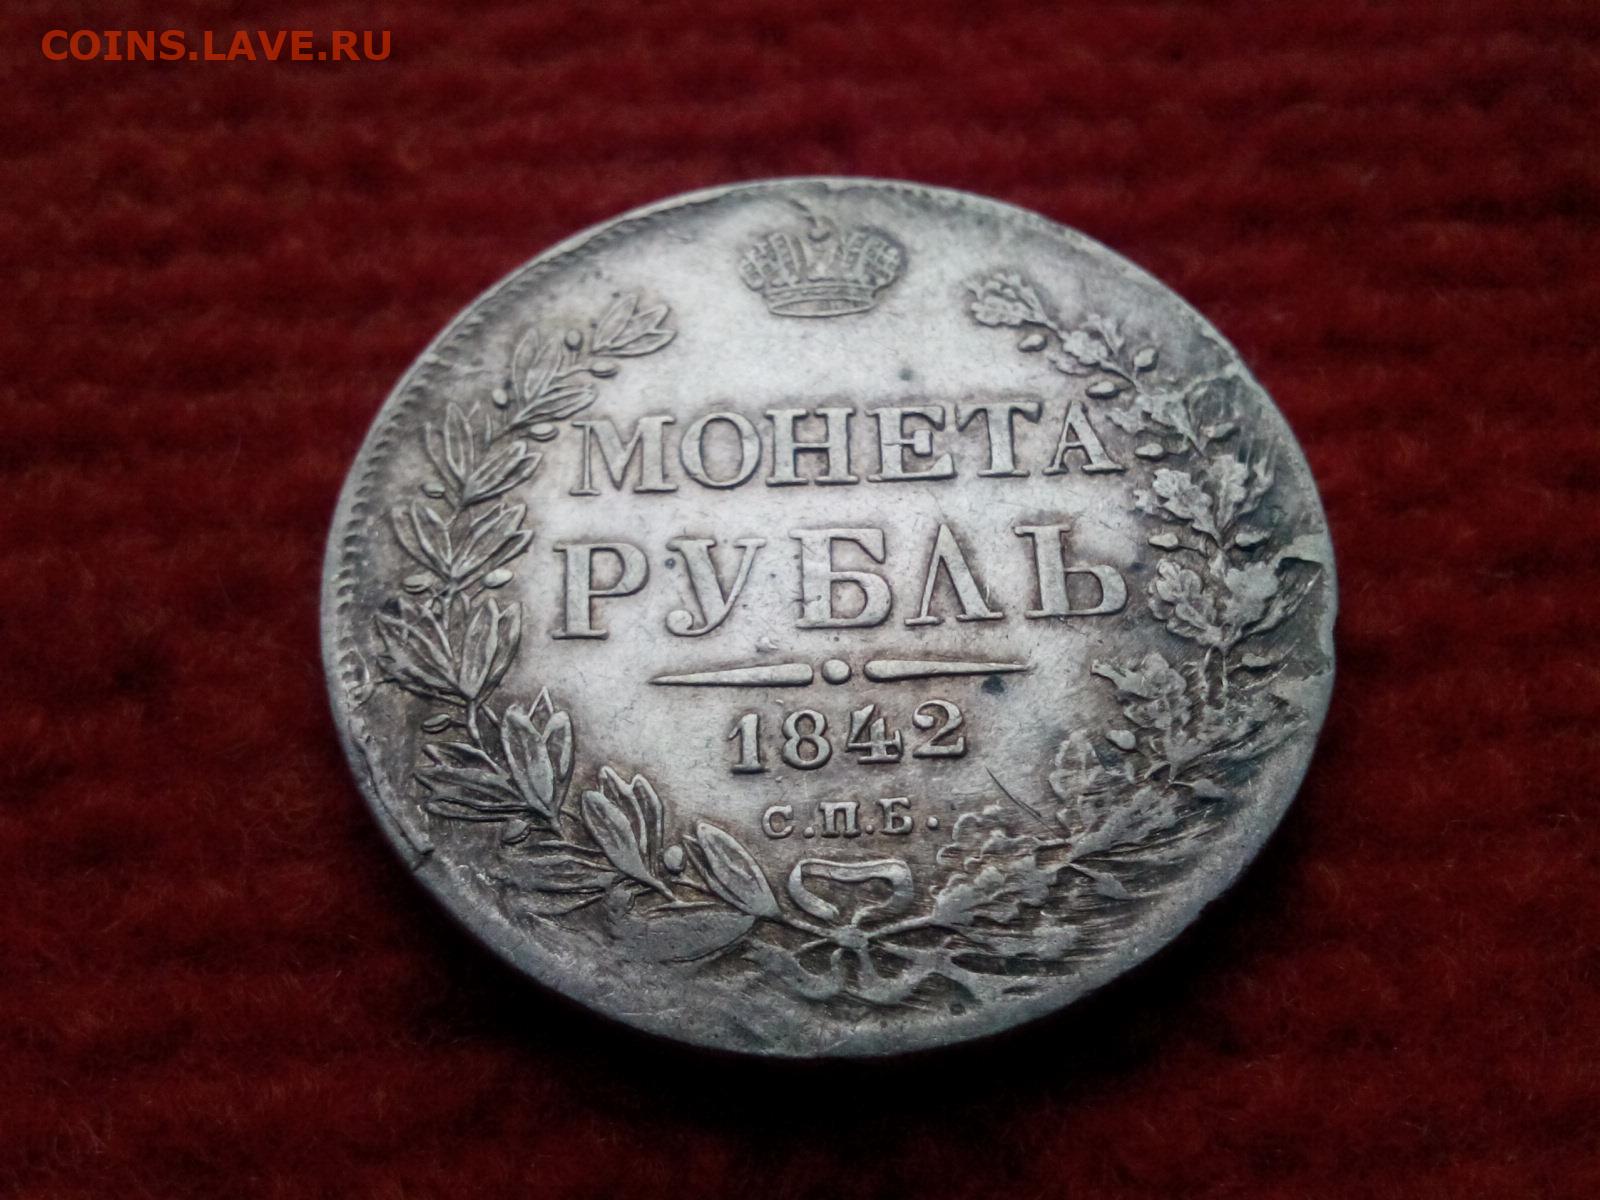 COINS.LAVE.RU
МОНЕТА
РУБЛЬ
1842
С.П.Б.